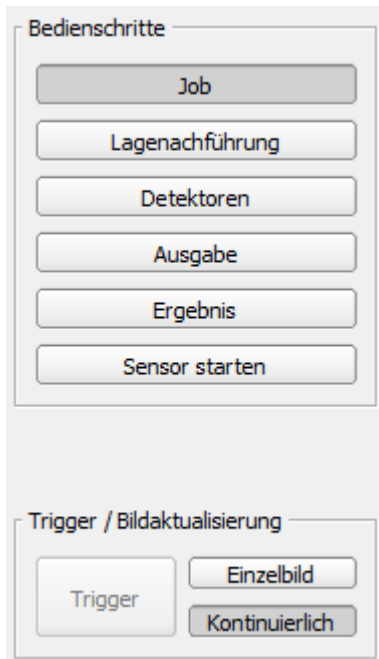 Bedienschritte
Job
Lagenachführung
Detektoren
Ausgabe
Ergebnis
Sensor starten
Trigger / Bildaktualisierung
Trigger
Einzelbild
Kontinuierlich